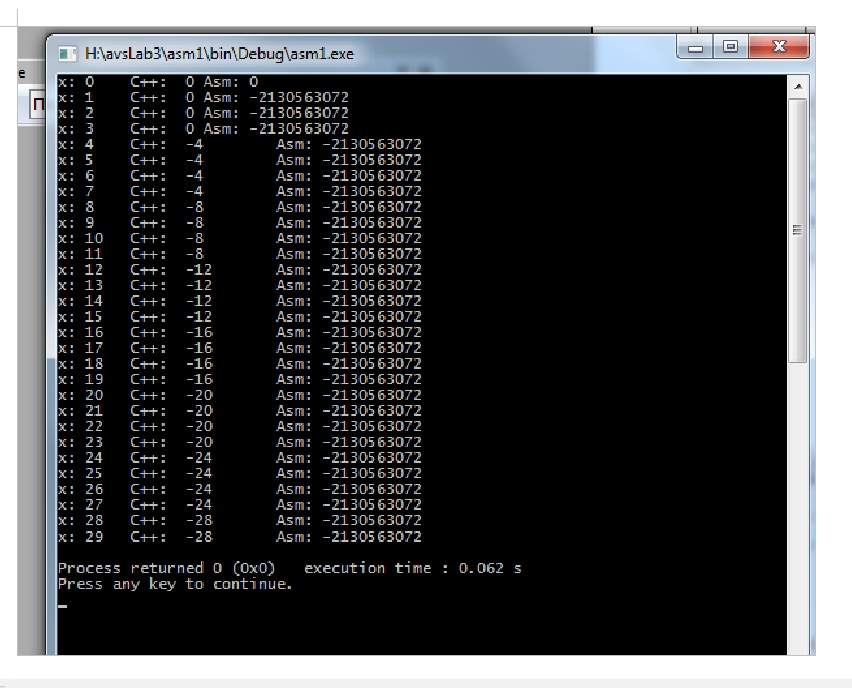 H:\avsLab3\asm1\bin\Debug\asm1.exe
е
П
x: 0    C++:  0 Asm: 0
x: 1    C++:  0 Asm: -2130563072
x: 2    C++:  0 Asm: -2130563072
x: 3    C++:  0 Asm: -2130563072
x: 4    C++:  -4        Asm: -2130563072
x: 5    C++:  -4        Asm: -2130563072
x: 6    C++:  -4        Asm: -2130563072
x: 7    C++:  -4        Asm: -2130563072
x: 8    C++:  -8        Asm: -2130563072
x: 9    C++:  -8        Asm: -2130563072
x: 10   C++:  -8        Asm: -2130563072
x: 11   C++:  -8        Asm: -2130563072
x: 12   C++:  -12       Asm: -2130563072
x: 13   C++:  -12       Asm: -2130563072
x: 14   C++:  -12       Asm: -2130563072
x: 15   C++:  -12       Asm: -2130563072
x: 16   C++:  -16       Asm: -2130563072
x: 17   C++:  -16       Asm: -2130563072
x: 18   C++:  -16       Asm: -2130563072
x: 19   C++:  -16       Asm: -2130563072
x: 20   C++:  -20       Asm: -2130563072
x: 21   C++:  -20       Asm: -2130563072
x: 22   C++:  -20       Asm: -2130563072
x: 23   C++:  -20       Asm: -2130563072
x: 24   C++:  -24       Asm: -2130563072
x: 25   C++:  -24       Asm: -2130563072
x: 26   C++:  -24       Asm: -2130563072
x: 27   C++:  -24       Asm: -2130563072
x: 28   C++:  -28       Asm: -2130563072
x: 29   C++:  -28       Asm: -2130563072
Process returned 0 (0x0)   execution time : 0.062 s
Press any key to continue.